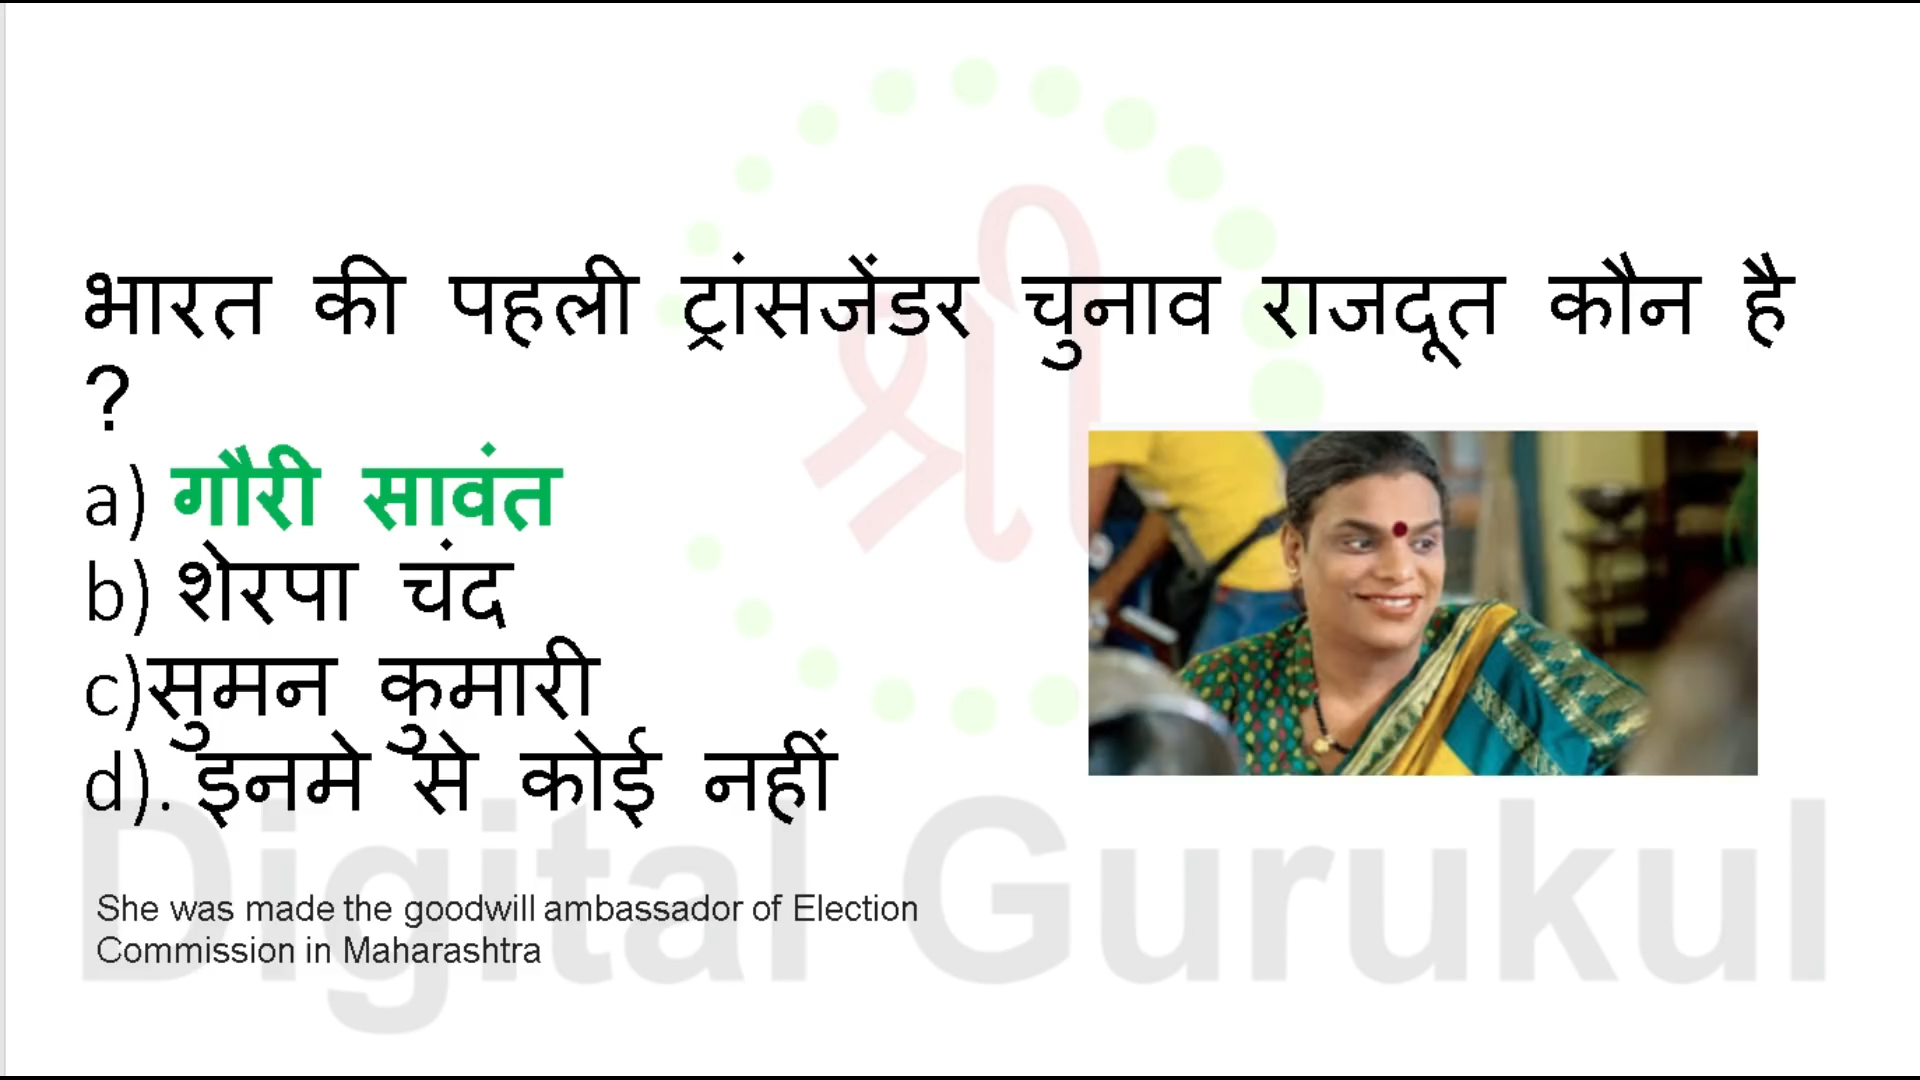 भारत की पहली ट्रांसजेंडर चुनाव राजदूत कौन है
?
a) गौरी सावंत
b) शेरपा चंद
c)सुमन कुमारी
d). इनमे से कोई नहीं
She was made the goodwill ambassador of Election
Commission in Maharashtra
श्री
Digital Gurukul